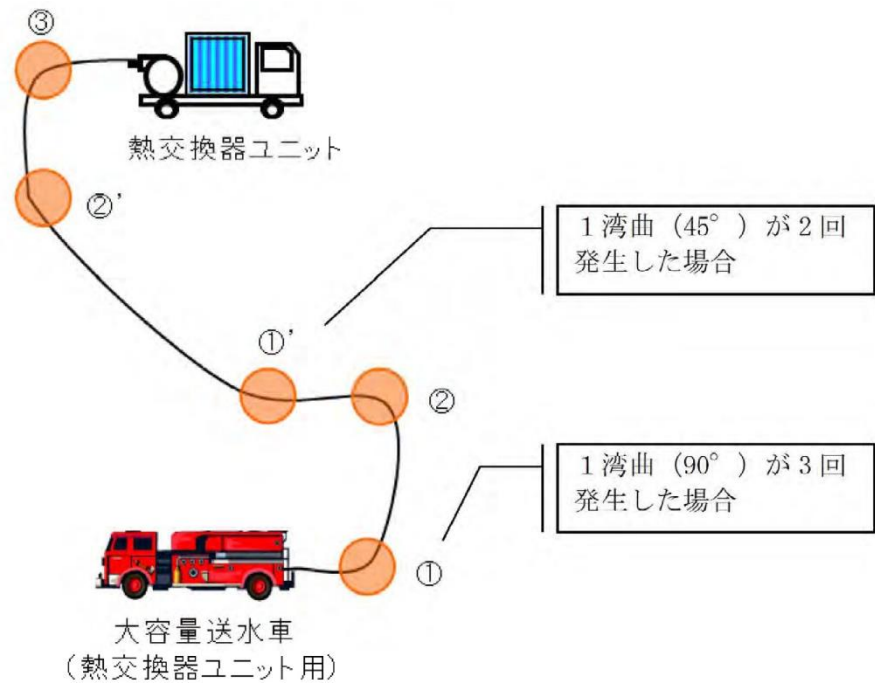 ③
熱交換器ユニット
②’
1湾曲（45°）が2回
発生した場合
①’
②
1湾曲（90°）が3回
発生した場合
①
大容量送水車
（熱交換器ユニット用）